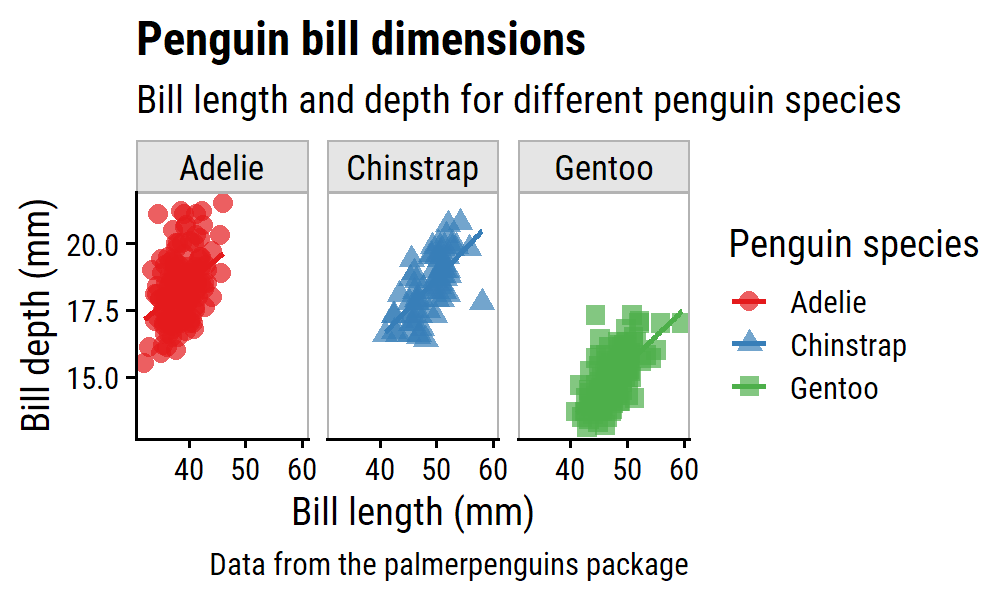 Penguin bill dimensions
Bill length and depth for different penguin species
Adelie
Chinstrap
Gentoo
Bill depth (mm)
20.0
17.5
15.0
40 50 60
40 50 60
40 50 60
Bill length (mm)
Penguin species
Adelie
Chinstrap
Gentoo
Data from the palmerpenguins package